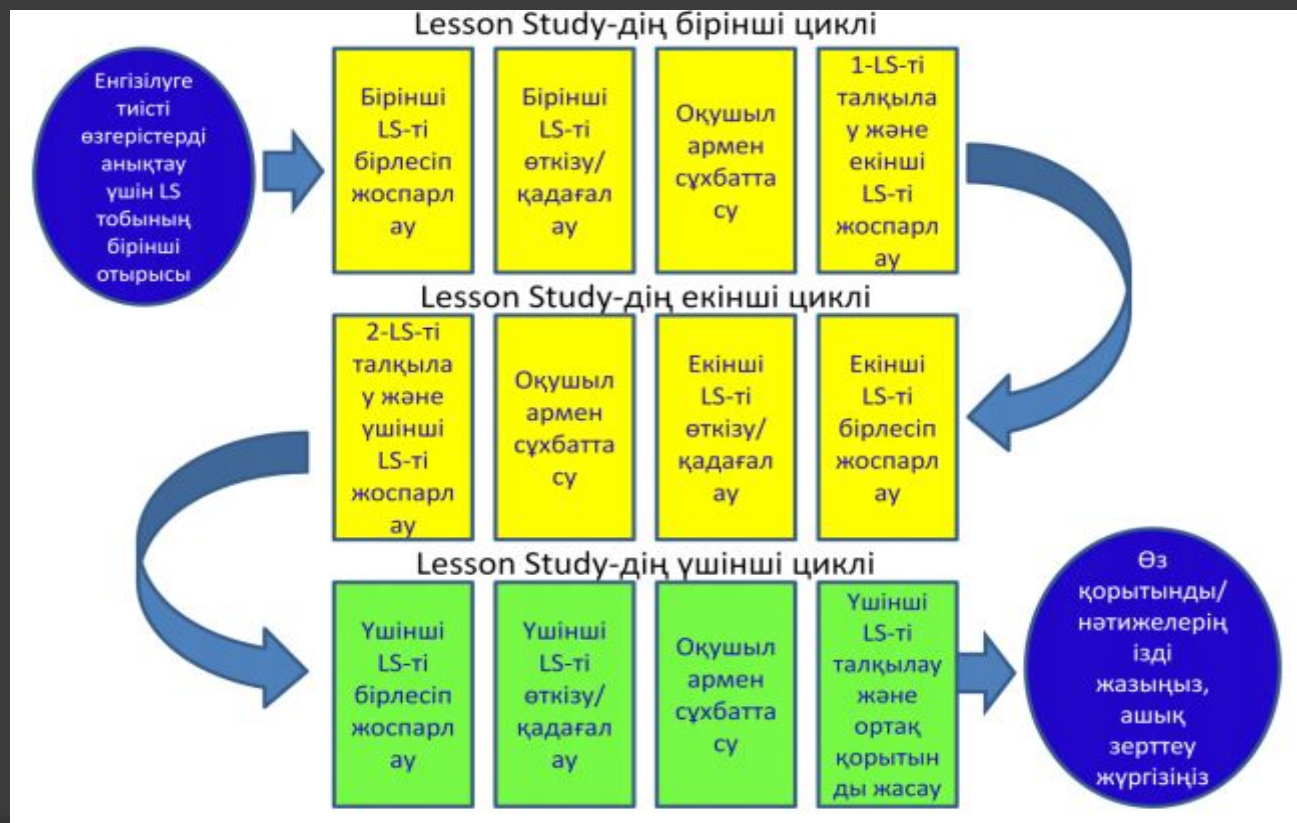 Lesson Study-дің бірінші циклі
Енгізілуге
тиісті
өзгерістерді
анықтау
үшін LS
тобының
бірінші
отырысы
Бірінші
LS-ті
бірлесіп
жоспарл
ау
Бірінші
LS-ті
өткізу/
қадағал
ау
Оқушыл
армен
сұхбатта
су
1-LS-ті
талқыла
у және
екінші
LS-ті
жоспарл
ау
Lesson Study-дің екінші циклі
2-LS-ті
талқыла
у және
үшінші
LS-ті
жоспарл
ау
Оқушыл
армен
сұхбатта
су
Екінші
LS-ті
өткізу/
қадағал
ау
Екінші
LS-ті
бірлесіп
жоспарл
ау
Lesson Study-дің үшінші циклі
Үшінші
LS-ті
бірлесіп
жоспарл
ау
Үшінші
LS-ті
өткізу/
қадағал
ау
Оқушыл
армен
сұхбатта
су
Үшінші
LS-ті
талқылау
және
ортақ
қорытын
ды жасау
Өз
қорытынды/
нәтижелерің
ізді
жазыңыз,
ашық
зерттеу
жүргізіңіз